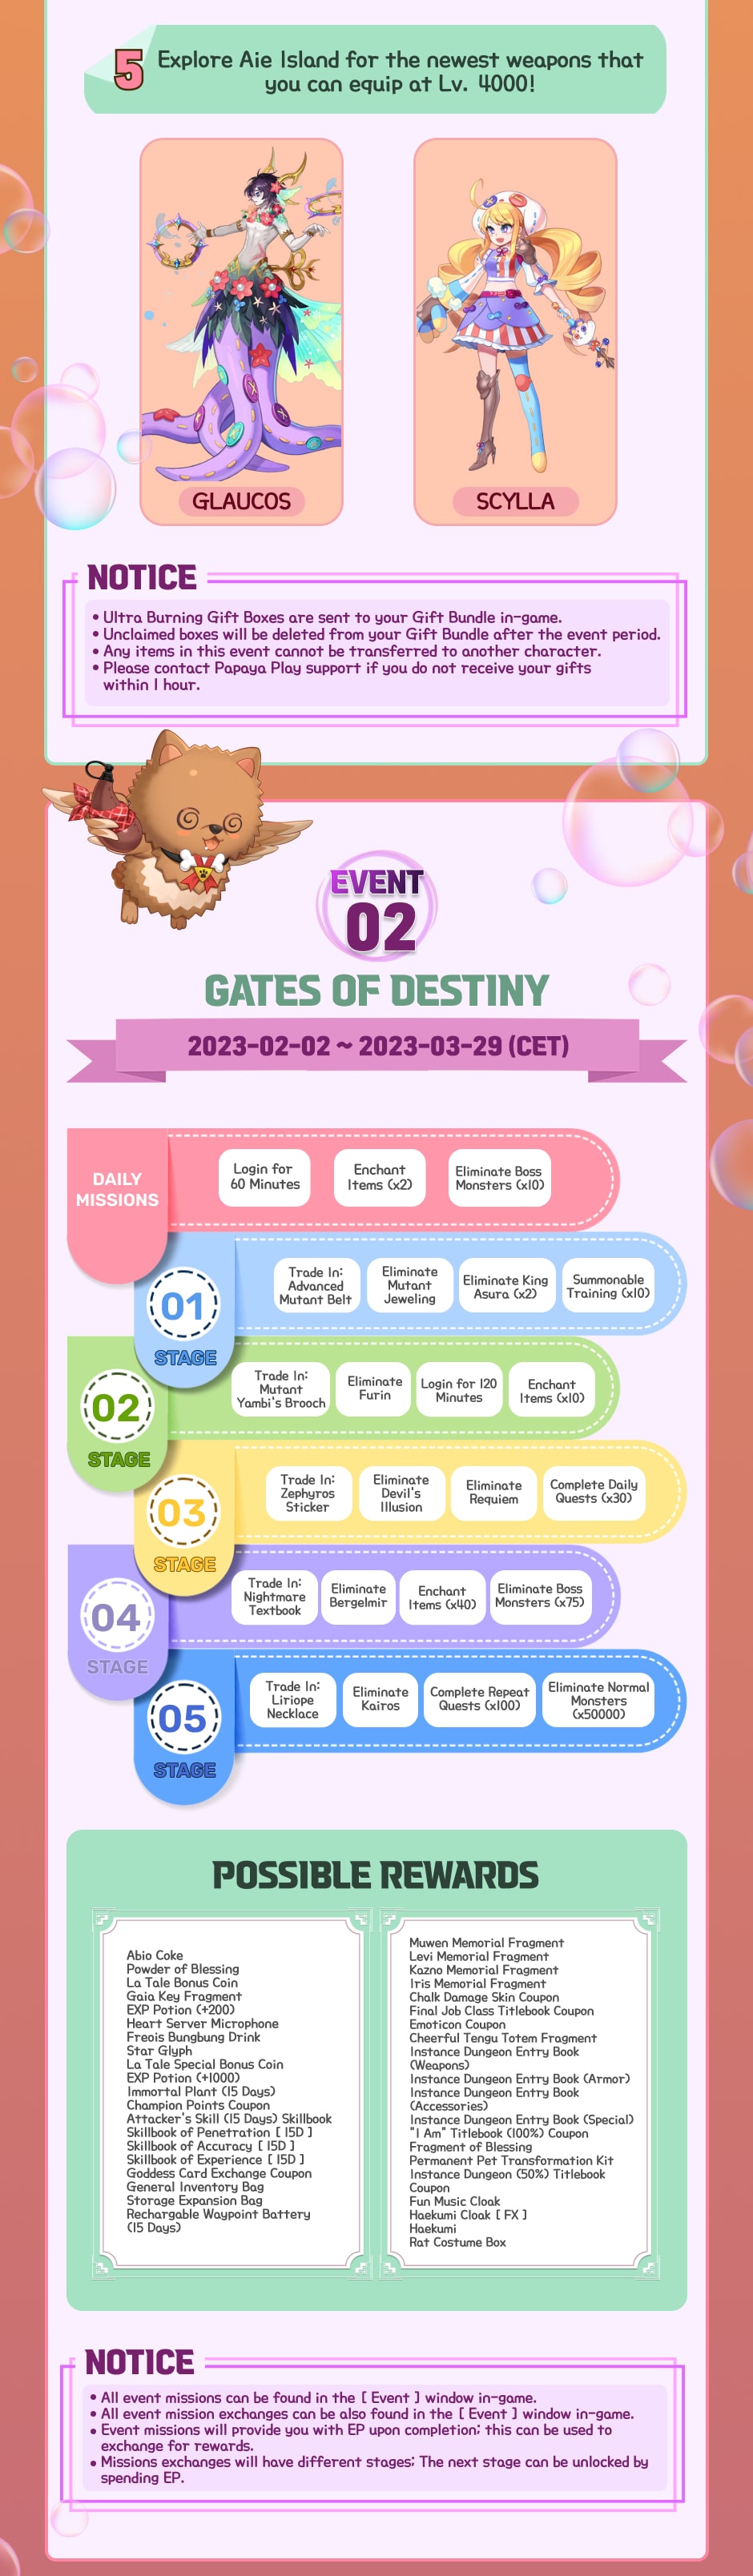 5
Explore Aie Island for the newest weapons that
you can equip at Lv. 4000!
GLAUCOS
SCYLLA
NOTICE
• Ultra Burning Gift Boxes are sent to your Gift Bundle in-game.
• Unclaimed boxes will be deleted from your Gift Bundle after the event period.
• Any items in this event cannot be transferred to another character.
• Please contact Papaya Play support if you do not receive your gifts
within 1 hour.
EVENT
02
GATES OF DESTINY
2023-02-02 ~ 2023-03-29 (CET)
DAILY
MISSIONS
Login for
60 Minutes
Enchant
Items (x2)
Eliminate Boss
Monsters (x10)
01
STAGE
Trade In:
Advanced
Mutant Belt
Eliminate
Mutant
Jeweling
Eliminate King
Asura (x2)
Summonable
Training (x10)
02
STAGE
Trade In:
Mutant
Yambi's Brooch
Eliminate
Furin
Login for 120
Minutes
Enchant
Items (x10)
03
STAGE
Trade In:
Zephyros
Sticker
Eliminate
Devil's
Illusion
Eliminate
Requiem
Complete Daily
Quests (x30)
04
STAGE
Trade In:
Nightmare
Textbook
Eliminate
Bergelmir
Enchant
Items (x40)
Eliminate Boss
Monsters (x75)
05
STAGE
Trade In:
Liriope
Necklace
Eliminate
Kairos
Complete Repeat
Quests (x100)
Eliminate Normal
Monsters
(x50000)
POSSIBLE REWARDS
Abio Coke
Powder of Blessing
La Tale Bonus Coin
Gaia Key Fragment
EXP Potion (+200)
Heart Server Microphone
Freois Bungbung Drink
Star Glyph
La Tale Special Bonus Coin
EXP Potion (+1000)
Immortal Plant (15 Days)
Champion Points Coupon
Attacker's Skill (15 Days) Skillbook
Skillbook of Penetration [ 15D ]
Skillbook of Accuracy [ 15D ]
Skillbook of Experience [ 15D ]
Goddess Card Exchange Coupon
General Inventory Bag
Storage Expansion Bag
Rechargable Waypoint Battery
(15 Days)
Muwen Memorial Fragment
Levi Memorial Fragment
Kazno Memorial Fragment
Iris Memorial Fragment
Chalk Damage Skin Coupon
Final Job Class Titlebook Coupon
Emoticon Coupon
Cheerful Tengu Totem Fragment
Instance Dungeon Entry Book
(Weapons)
Instance Dungeon Entry Book (Armor)
Instance Dungeon Entry Book
(Accessories)
Instance Dungeon Entry Book (Special)
"I Am" Titlebook (100%) Coupon
Fragment of Blessing
Permanent Pet Transformation Kit
Instance Dungeon (50%) Titlebook
Coupon
Fun Music Cloak
Haekumi Cloak [ FX ]
Haekumi
Rat Costume Box
NOTICE
• All event missions can be found in the [ Event ] window in-game.
• All event mission exchanges can be also found in the [ Event ] window in-game.
• Event missions will provide you with EP upon completion; this can be used to
exchange for rewards.
• Missions exchanges will have different stages; The next stage can be unlocked by
spending EP.